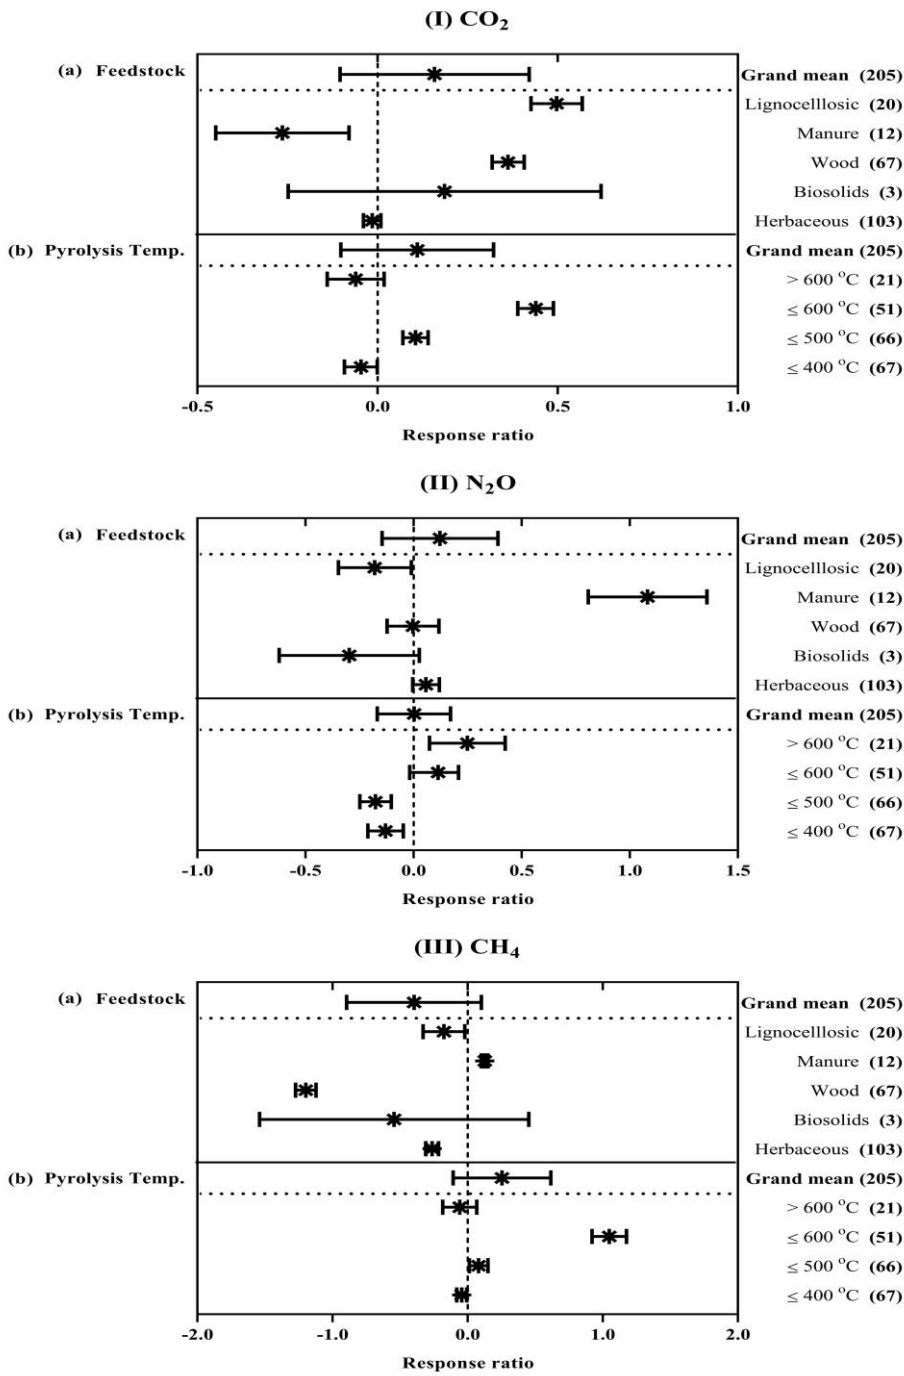 (I) CO₂
(a) Feedstock
Grand mean (205)
Lignocelllosic (20)
Manure (12)
Wood (67)
Biosolids (3)
Herbaceous (103)
(b) Pyrolysis Temp.
Grand mean (205)
> 600 °C (21)
≤ 600 °C (51)
≤ 500 °C (66)
≤ 400 °C (67)
-0.5 0.0 0.5 1.0
Response ratio
(II) N₂O
(a) Feedstock
Grand mean (205)
Lignocelllosic (20)
Manure (12)
Wood (67)
Biosolids (3)
Herbaceous (103)
(b) Pyrolysis Temp.
Grand mean (205)
> 600 °C (21)
≤ 600 °C (51)
≤ 500 °C (66)
≤ 400 °C (67)
-1.0 -0.5 0.0 0.5 1.0 1.5
Response ratio
(III) CH₄
(a) Feedstock
Grand mean (205)
Lignocelllosic (20)
Manure (12)
Wood (67)
Biosolids (3)
Herbaceous (103)
(b) Pyrolysis Temp.
Grand mean (205)
> 600 °C (21)
≤ 600 °C (51)
≤ 500 °C (66)
≤ 400 °C (67)
-2.0 -1.0 0.0 1.0 2.0
Response ratio